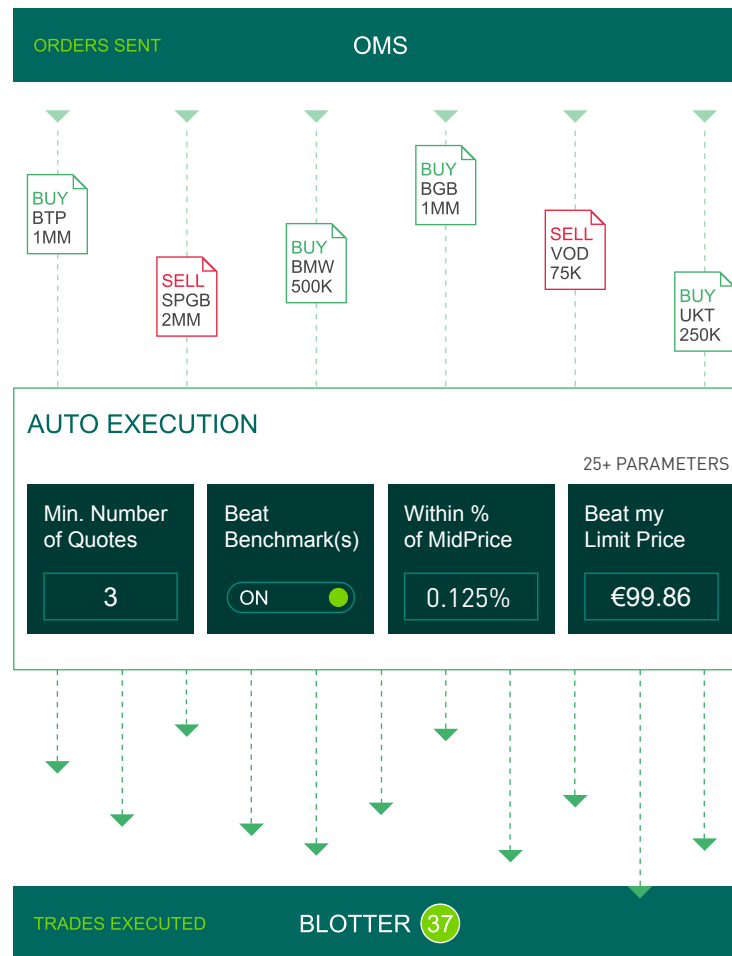 ORDERS SENT
OMS
BUY
BTP
1MM
SELL
SPGB
2MM
BUY
BMW
500K
BUY
BGB
1MM
SELL
VOD
75K
BUY
UKT
250K
AUTO EXECUTION
25+ PARAMETERS
Min. Number
of Quotes
3
Beat
Benchmark(s)
ON
Within %
of MidPrice
0.125%
Beat my
Limit Price
€99.86
TRADES EXECUTED
BLOTTER 37